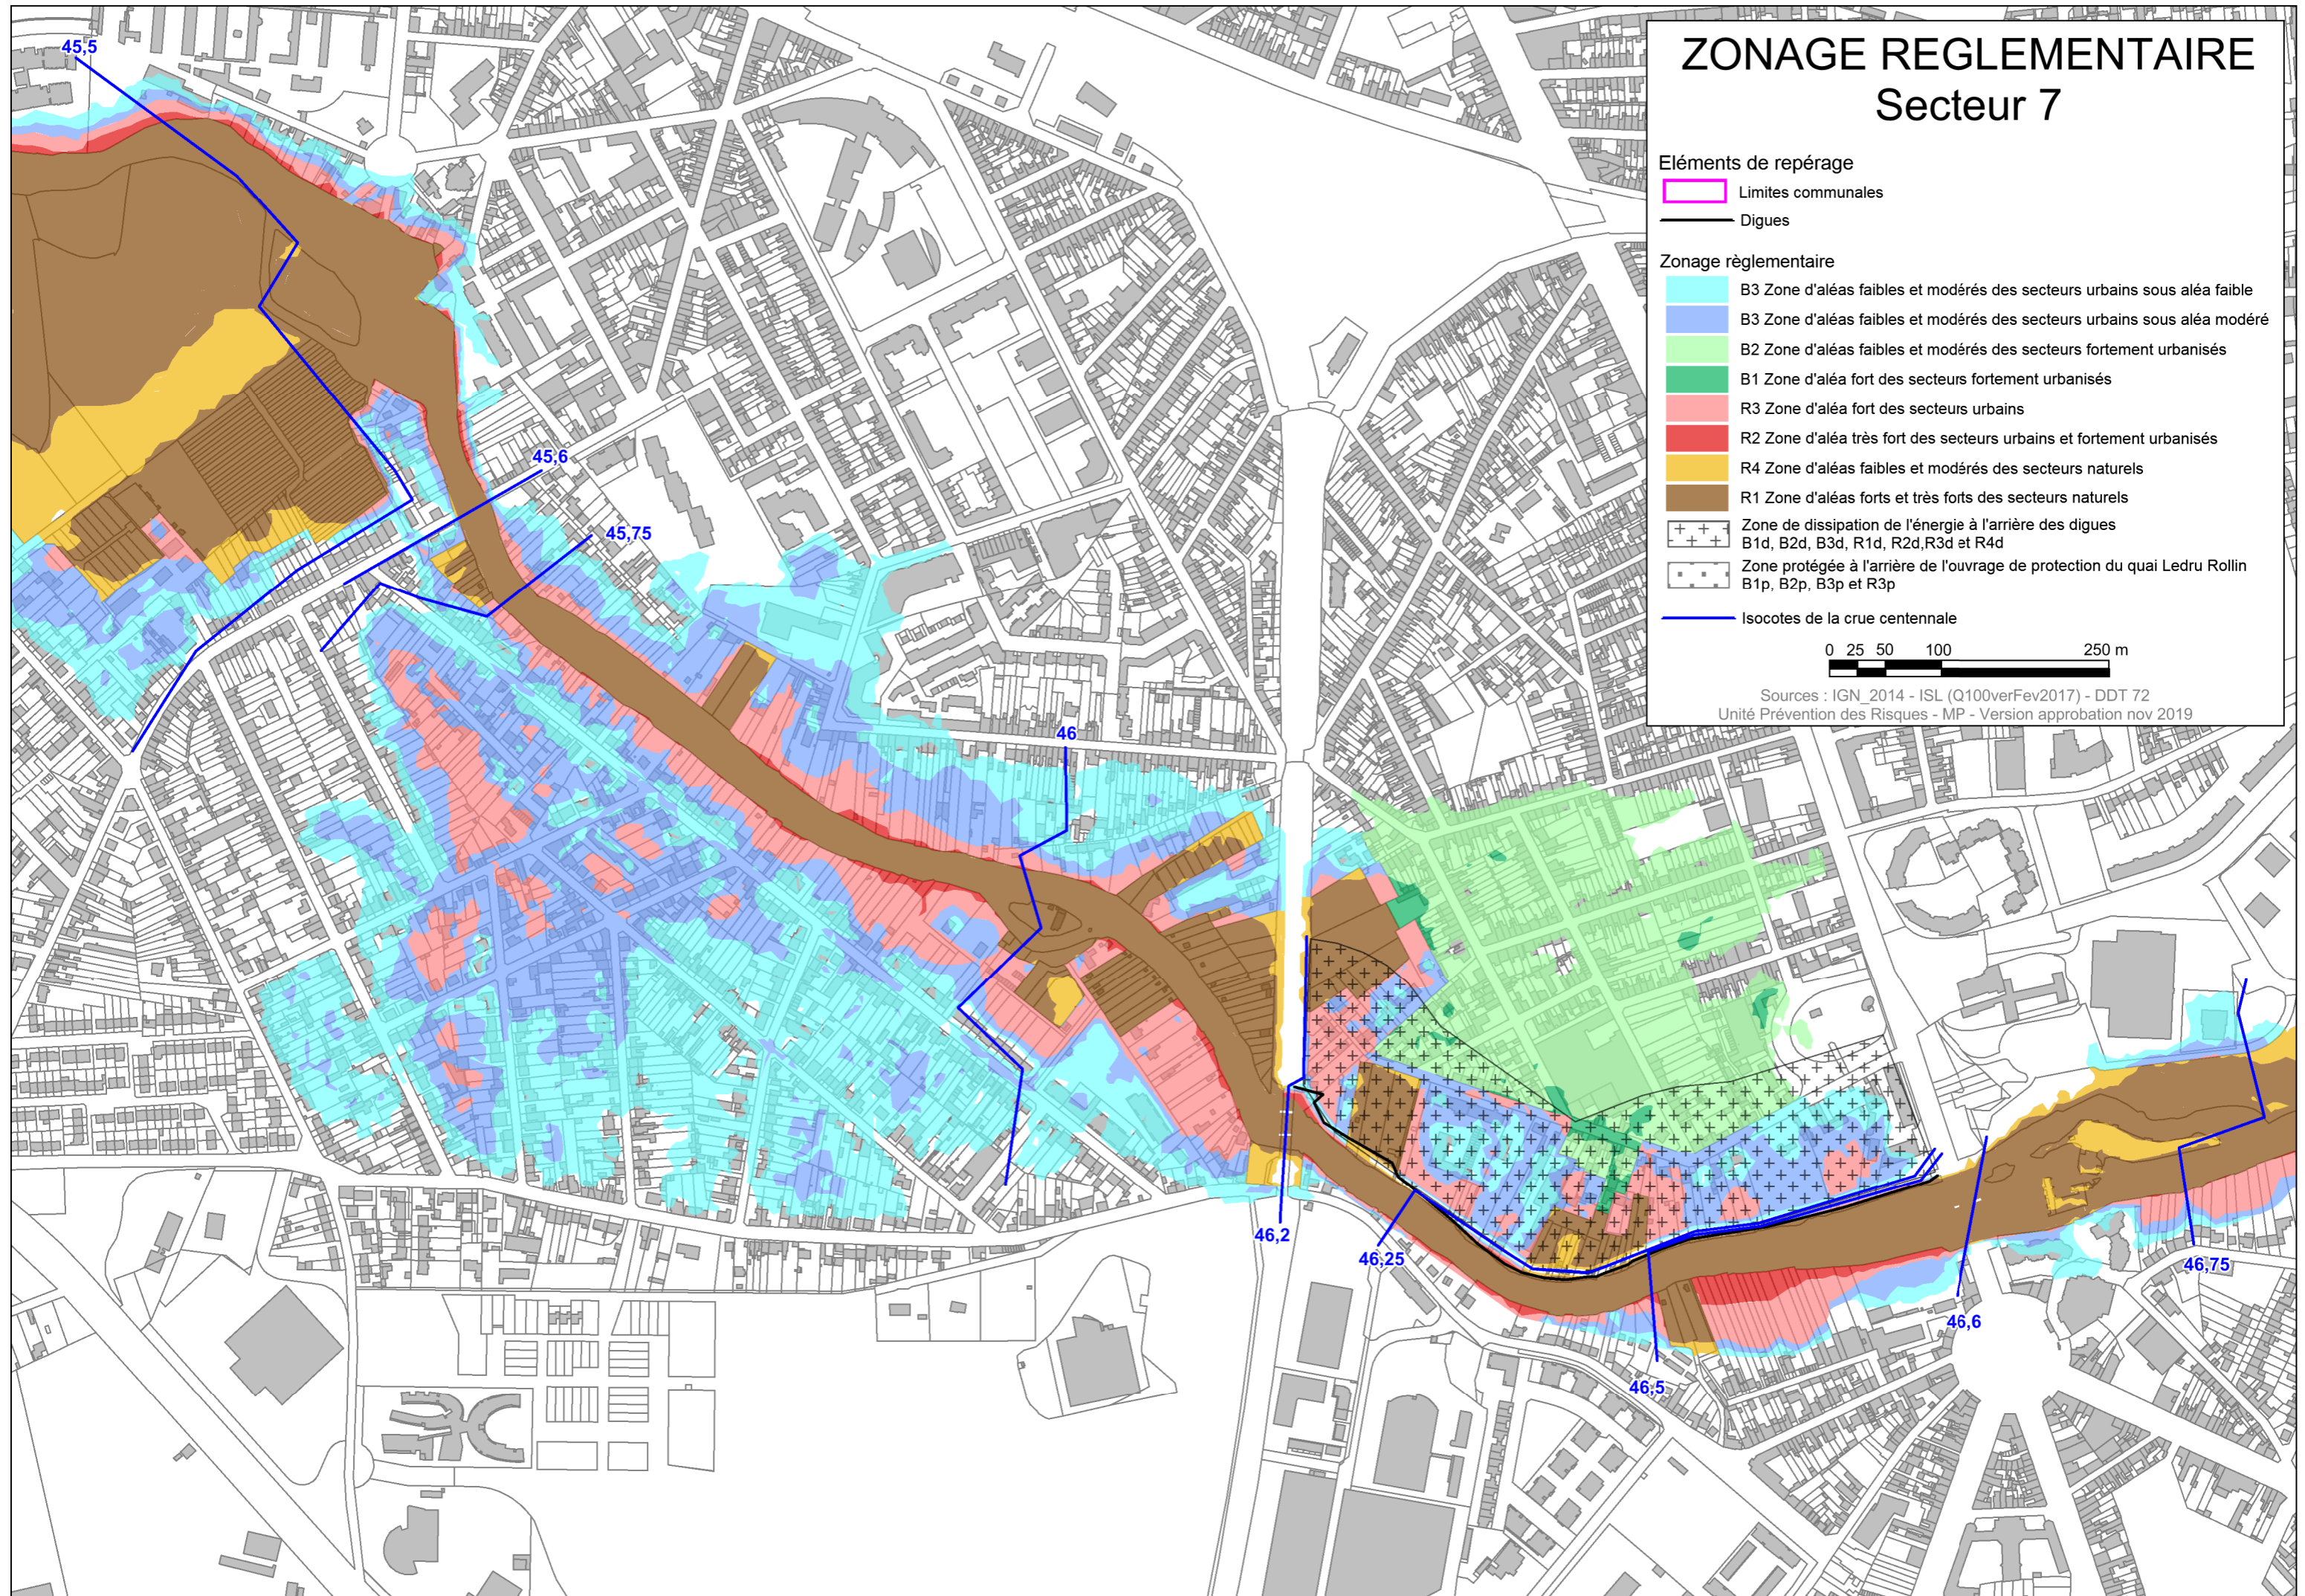 ZONAGE REGLEMENTAIRE
Secteur 7
Eléments de repérage
Limites communales
Digues
Zonage règlementaire
B3 Zone d'aléas faibles et modérés des secteurs urbains sous aléa faible
B3 Zone d'aléas faibles et modérés des secteurs urbains sous aléa modéré
B2 Zone d'aléas faibles et modérés des secteurs fortement urbanisés
B1 Zone d'aléa fort des secteurs fortement urbanisés
R3 Zone d'aléa fort des secteurs urbains
R2 Zone d'aléa très fort des secteurs urbains et fortement urbanisés
R4 Zone d'aléas faibles et modérés des secteurs naturels
R1 Zone d'aléas forts et très forts des secteurs naturels
Zone de dissipation de l'énergie à l'arrière des digues
B1d, B2d, B3d, R1d, R2d,R3d et R4d
Zone protégée à l'arrière de l'ouvrage de protection du quai Ledru Rollin
B1p, B2p, B3p et R3p
Isocotes de la crue centennale
0 25 50 100 250 m
Sources : IGN_2014 - ISL (Q100verFev2017) - DDT 72
Unité Prévention des Risques - MP - Version approbation nov 2019
45,5
45,6
45,75
46
46,2
46,25
46,5
46,6
46,75